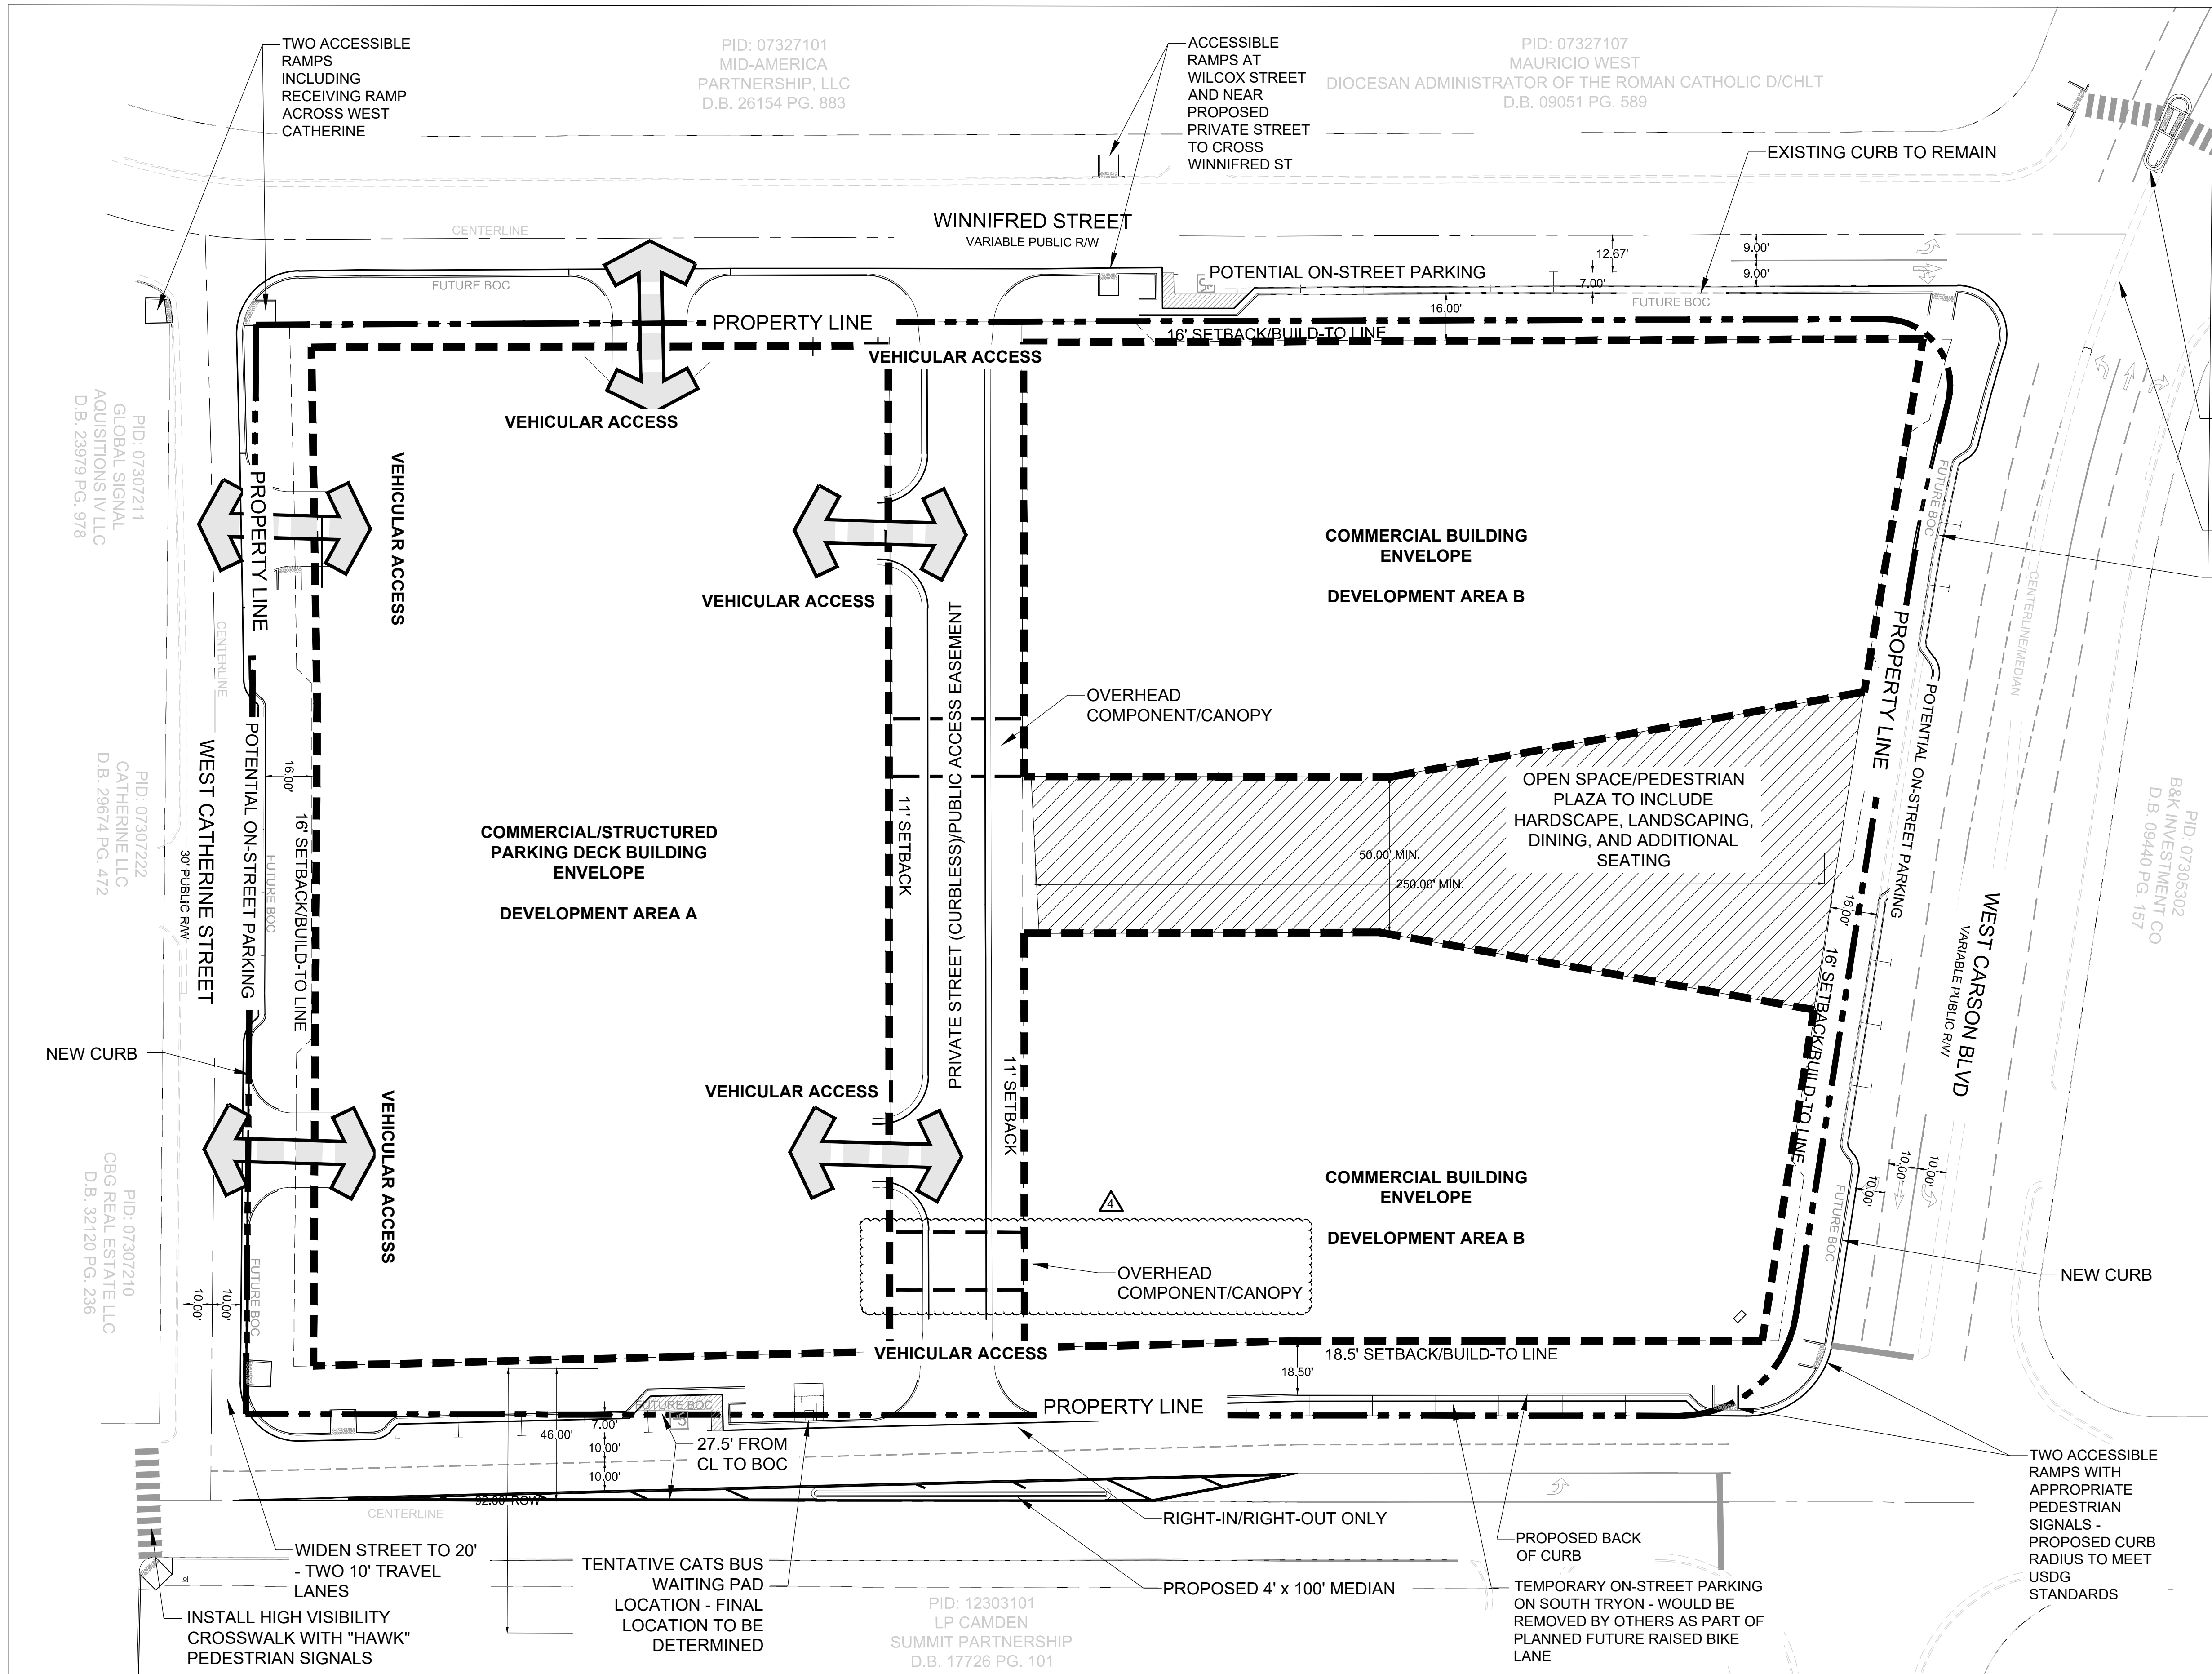 TWO ACCESSIBLE
RAMPS
INCLUDING
RECEIVING RAMP
ACROSS WEST
CATHERINE
PID: 07327101
MID-AMERICA
PARTNERSHIP, LLC
D.B. 26154 PG. 883
ACCESSIBLE
RAMPS AT
WILCOX STREET
AND NEAR
PROPOSED
PRIVATE STREET
TO CROSS
WINNIFRED ST
PID: 07327107
MAURICIO WEST
DIOCESAN ADMINISTRATOR OF THE ROMAN CATHOLIC D/CHLT
D.B. 09051 PG. 589
EXISTING CURB TO REMAIN
CENTERLINE
WINNIFRED STREET
VARIABLE PUBLIC R/W
12.67'
9.00'
9.00'
7.00'
POTENTIAL ON-STREET PARKING
FUTURE BOC
FUTURE BOC
16.00'
PROPERTY LINE
16' SETBACK/BUILD-TO LINE
VEHICULAR ACCESS
VEHICULAR ACCESS
PID: 07307211
GLOBAL SIGNAL
AQUISITIONS IV LLC
D.B. 23979 PG. 978
PROPERTY LINE
VEHICULAR ACCESS
CENTERLINE
VEHICULAR ACCESS
COMMERCIAL BUILDING
ENVELOPE
DEVELOPMENT AREA B
FUTURE BOC
CENTERLINE/MEDIAN
PROPERTY LINE
POTENTIAL ON-STREET PARKING
PRIVATE STREET (CURBLESS)/PUBLIC ACCESS EASEMENT
OVERHEAD
COMPONENT/CANOPY
PID: 07307222
CATHERINE LLC
D.B. 29674 PG. 472
WEST CATHERINE STREET
30' PUBLIC R/W
POTENTIAL ON-STREET PARKING
16.00'
FUTURE BOC
16' SETBACK/BUILD-TO LINE
COMMERCIAL/STRUCTURED
PARKING DECK BUILDING
ENVELOPE
DEVELOPMENT AREA A
11' SETBACK
OPEN SPACE/PEDESTRIAN
PLAZA TO INCLUDE
HARDSCAPE, LANDSCAPING,
DINING, AND ADDITIONAL
SEATING
50.00' MIN.
250.00' MIN.
16.00'
16' SETBACK/BUILD-TO LINE
WEST CARSON BLVD
VARIABLE PUBLIC R/W
PID: 07305302
B&K INVESTMENT CO
D.B. 09440 PG. 157
NEW CURB
VEHICULAR ACCESS
VEHICULAR ACCESS
11' SETBACK
COMMERCIAL BUILDING
ENVELOPE
DEVELOPMENT AREA B
10.00'
10.00'
10.00'
FUTURE BOC
NEW CURB
PID: 07307210
CBG REAL ESTATE LLC
D.B. 32120 PG. 236
10.00'
10.00'
FUTURE BOC
4
OVERHEAD
COMPONENT/CANOPY
VEHICULAR ACCESS
18.5' SETBACK/BUILD-TO LINE
18.50'
PROPERTY LINE
FUTURE BOC
7.00'
46.00'
10.00'
10.00'
27.5' FROM
CL TO BOC
92.00' ROW
CENTERLINE
RIGHT-IN/RIGHT-OUT ONLY
WIDEN STREET TO 20'
- TWO 10' TRAVEL
LANES
INSTALL HIGH VISIBILITY
CROSSWALK WITH "HAWK"
PEDESTRIAN SIGNALS
TENTATIVE CATS BUS
WAITING PAD
LOCATION - FINAL
LOCATION TO BE
DETERMINED
PROPOSED 4' x 100' MEDIAN
PID: 12303101
LP CAMDEN
SUMMIT PARTNERSHIP
D.B. 17726 PG. 101
PROPOSED BACK
OF CURB
TEMPORARY ON-STREET PARKING
ON SOUTH TRYON - WOULD BE
REMOVED BY OTHERS AS PART OF
PLANNED FUTURE RAISED BIKE
LANE
TWO ACCESSIBLE
RAMPS WITH
APPROPRIATE
PEDESTRIAN
SIGNALS -
PROPOSED CURB
RADIUS TO MEET
USDG
STANDARDS